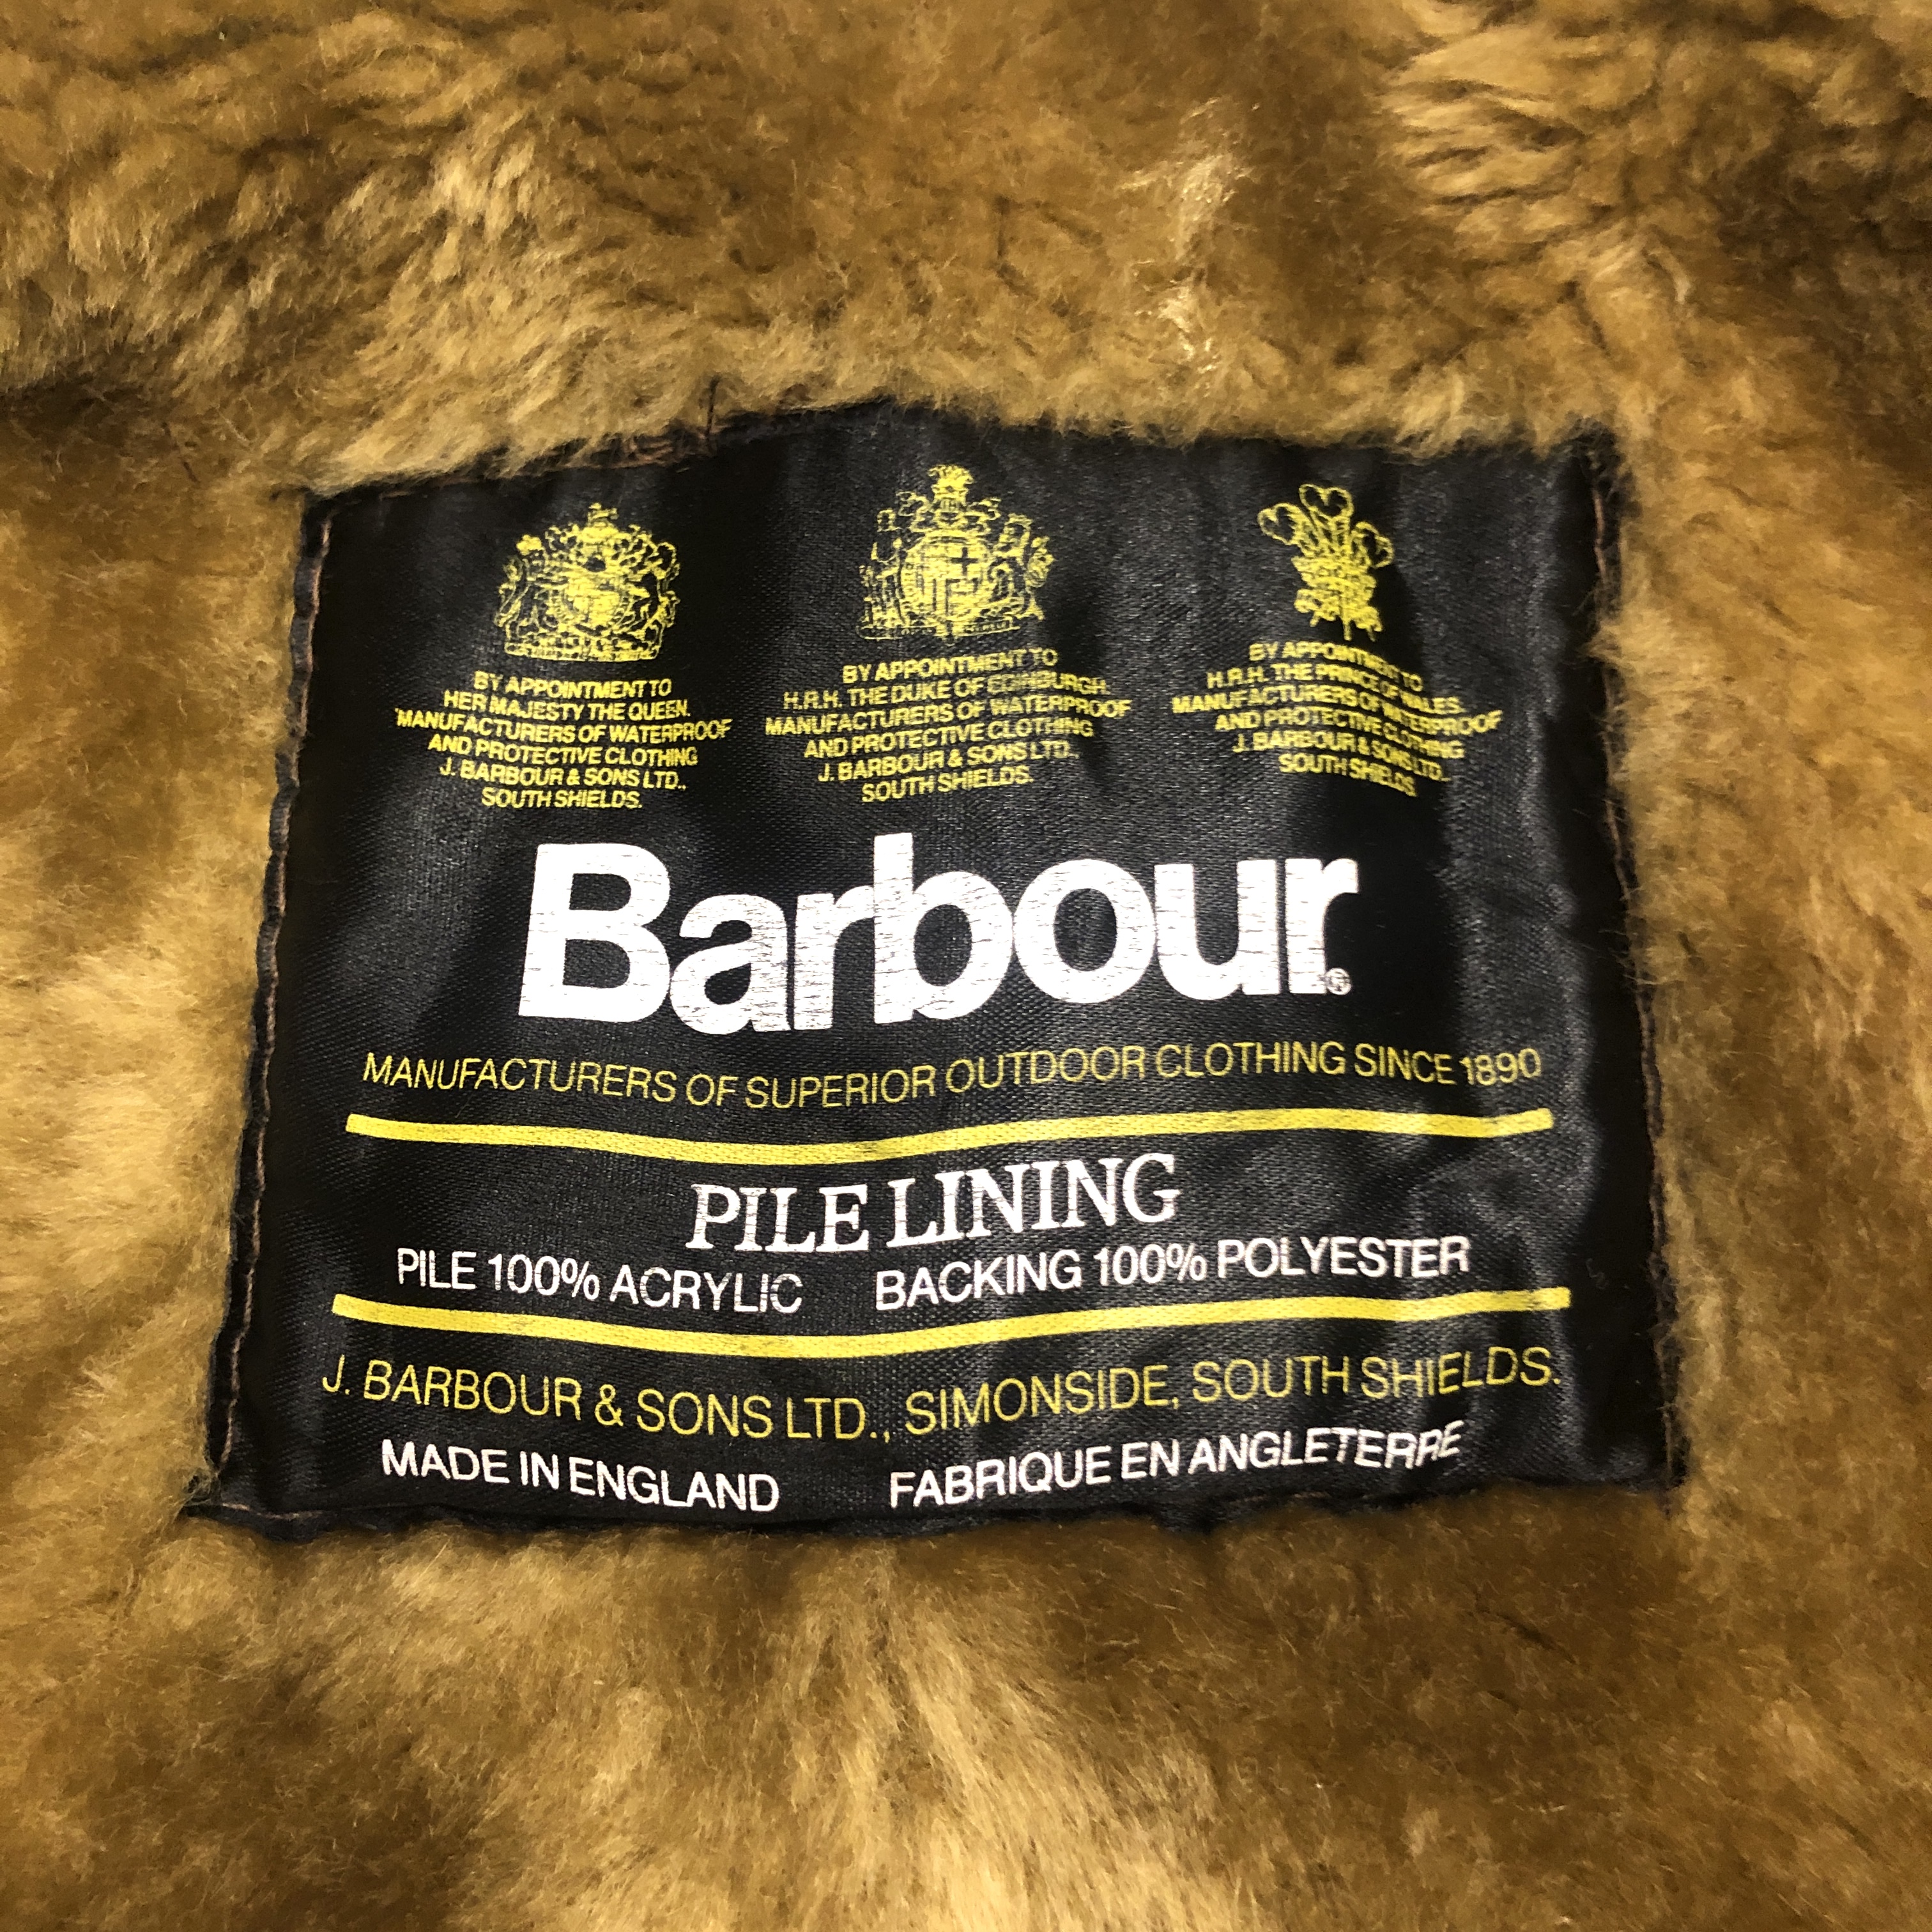 BY APPOINTMENT TO
HER MAJESTY THE QUEEN.
MANUFACTURERS OF WATERPROOF
AND PROTECTIVE CLOTHING
J. BARBOUR & SONS LTD.,
SOUTH SHIELDS.
BY APPOINTMENT TO
H.R.H. THE DUKE OF EDINBURGH.
MANUFACTURERS OF WATERPROOF
AND PROTECTIVE CLOTHING
J. BARBOUR & SONS LTD.,
SOUTH SHIELDS.
BY APPOINTMENT TO
H.R.H. THE PRINCE OF WALES.
MANUFACTURERS OF WATERPROOF
AND PROTECTIVE CLOTHING
J. BARBOUR & SONS LTD.,
SOUTH SHIELDS.
Barbour®
MANUFACTURERS OF SUPERIOR OUTDOOR CLOTHING SINCE 1890
PILE LINING
PILE 100% ACRYLIC BACKING 100% POLYESTER
J. BARBOUR & SONS LTD., SIMONSIDE, SOUTH SHIELDS.
MADE IN ENGLAND FABRIQUE EN ANGLETERRE